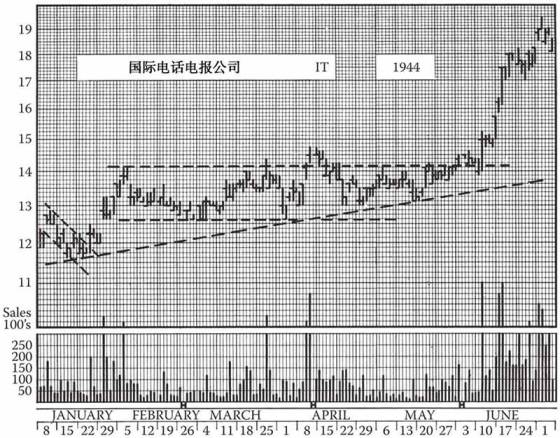 国际电话电报公司 IT 1944
19
18
17
16
15
14
13
12
11
Sales
100's
250
200
150
100
50
JANUARY FEBRUARY MARCH APRIL MAY JUNE
8 15 22 29 5 12 19 26 4 11 18 25 1 8 15 22 29 6 13 20 27 3 10 17 24 1